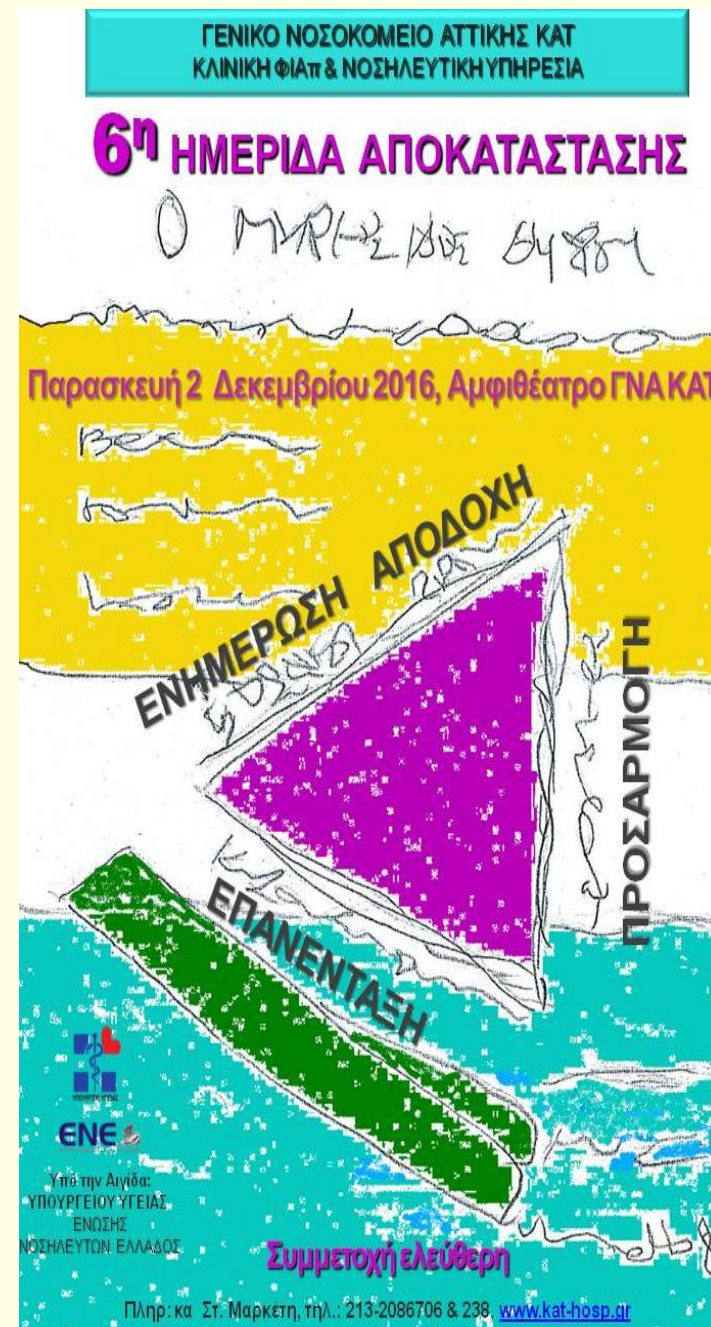 ΓΕΝΙΚΟ ΝΟΣΟΚΟΜΕΙΟ ΑΤΤΙΚΗΣ ΚΑΤ
ΚΛΙΝΙΚΗ ΦΙΑπ & ΝΟΣΗΛΕΥΤΙΚΗ ΥΠΗΡΕΣΙΑ
6η ΗΜΕΡΙΔΑ ΑΠΟΚΑΤΑΣΤΑΣΗΣ
Ο
Παρασκευή 2 Δεκεμβρίου 2016, Αμφιθέατρο ΓΝΑ ΚΑΤ
ΕΝΗΜΕΡΩΣΗ ΑΠΟΔΟΧΗ
ΠΡΟΣΑΡΜΟΓΗ
ΕΠΑΝΕΝΤΑΞΗ
ΥΠΟΥΡΓΕΙΟ ΥΓΕΙΑΣ
ΕΝΕ
Υπό την Αιγίδα:
ΥΠΟΥΡΓΕΙΟΥ ΥΓΕΙΑΣ
ΕΝΩΣΗΣ
ΝΟΣΗΛΕΥΤΩΝ ΕΛΛΑΔΟΣ
Συμμετοχή ελεύθερη
Πληρ: κα Στ. Μαρκέτη, τηλ.: 213-2086706 & 238, www.kat-hosp.gr